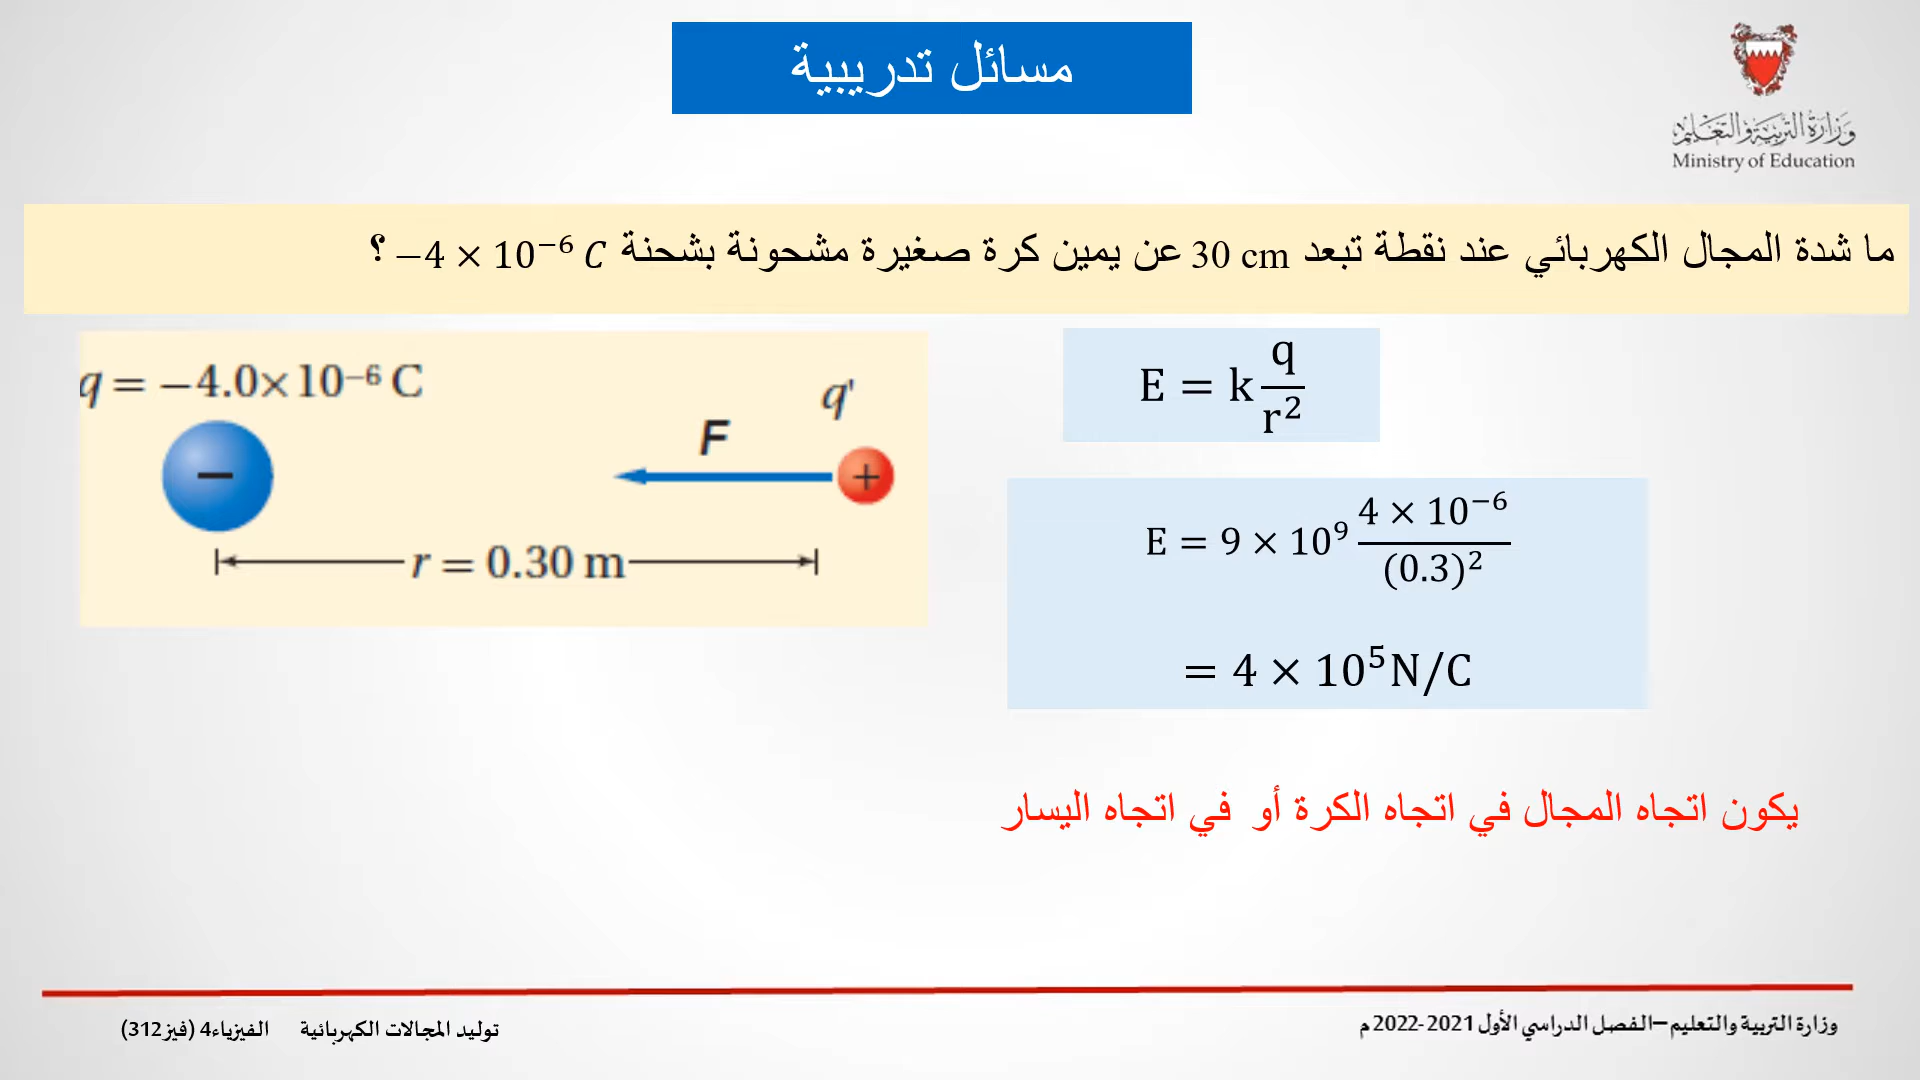 مسائل تدريبية
وزارة التربية والتعليم
Ministry of Education
ما شدة المجال الكهربائي عند نقطة تبعد 30 cm عن يمين كرة صغيرة مشحونة بشحنة −4 × 10⁻⁶ C ؟
q = −4.0×10⁻⁶ C
q'
F
−
+
r = 0.30 m
E = k q/r²
E = 9 × 10⁹ (4 × 10⁻⁶)/(0.3)²
= 4 × 10⁵ N/C
يكون اتجاه المجال في اتجاه الكرة أو في اتجاه اليسار
وزارة التربية والتعليم –الفصل الدراسي الأول 2021-2022 م
توليد المجالات الكهربائية الفيزياء4 (فيز312)